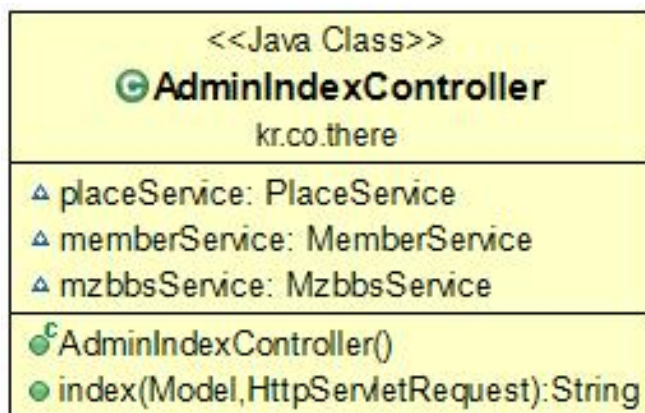 <<Java Class>>
AdminIndexController
kr.co.there
placeService: PlaceService
memberService: MemberService
mzbbsService: MzbbsService
AdminIndexController()
index(Model,HttpServletRequest):String